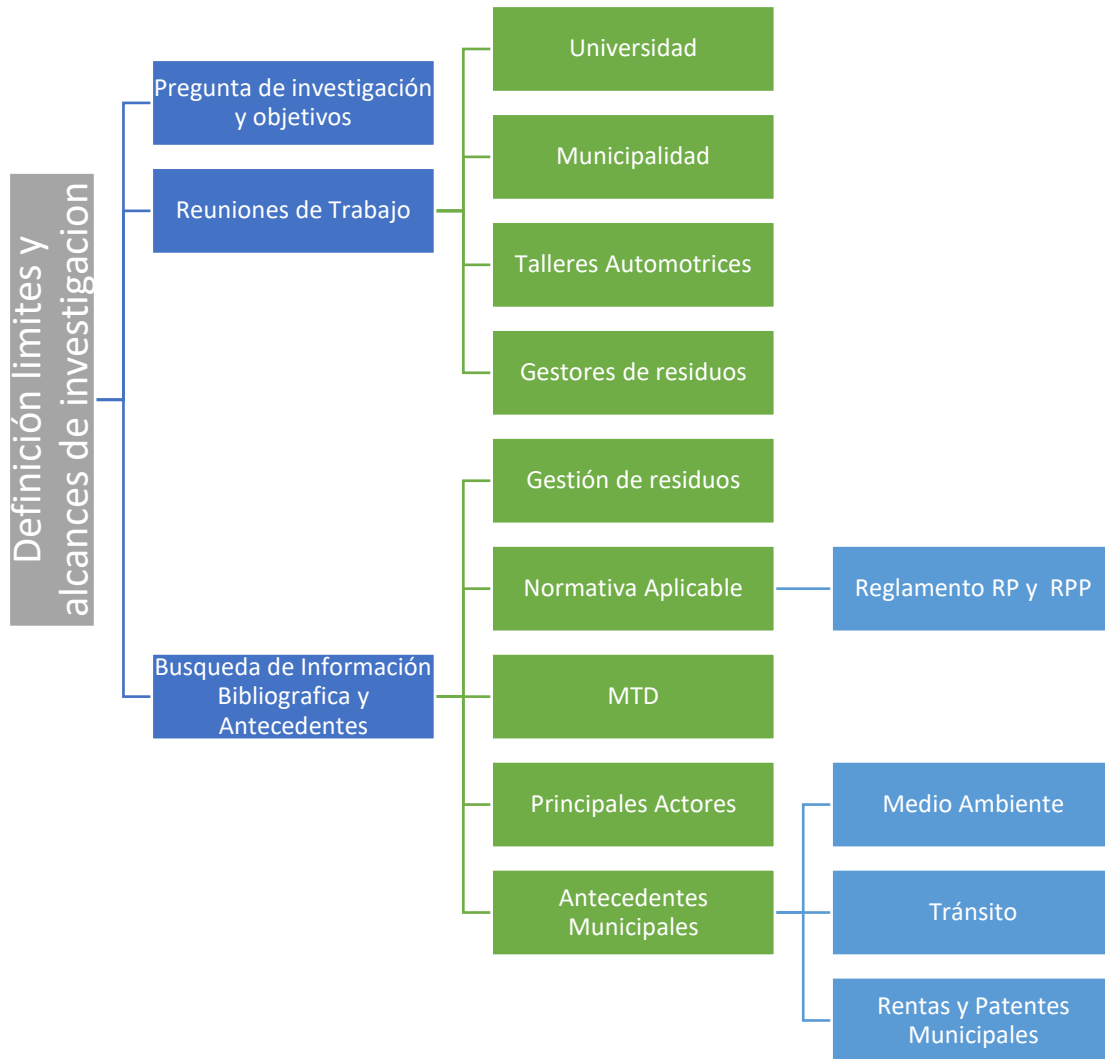 Definición limites y
alcances de investigacion
Pregunta de investigación
y objetivos
Reuniones de Trabajo
Universidad
Municipalidad
Talleres Automotrices
Gestores de residuos
Busqueda de Información
Bibliografica y
Antecedentes
Gestión de residuos
Normativa Aplicable
Reglamento RP y RPP
MTD
Principales Actores
Antecedentes
Municipales
Medio Ambiente
Tránsito
Rentas y Patentes
Municipales